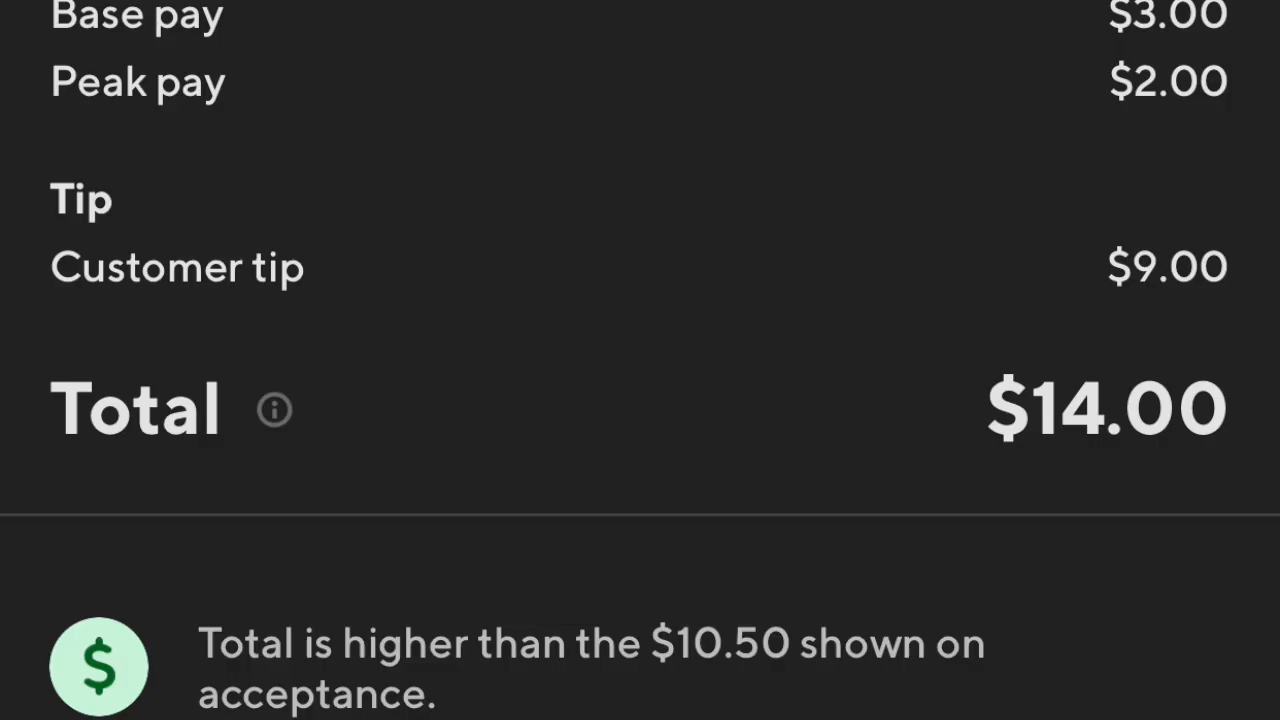 Base pay $3.00
Peak pay $2.00
Tip
Customer tip $9.00
Total $14.00
$ Total is higher than the $10.50 shown on
acceptance.